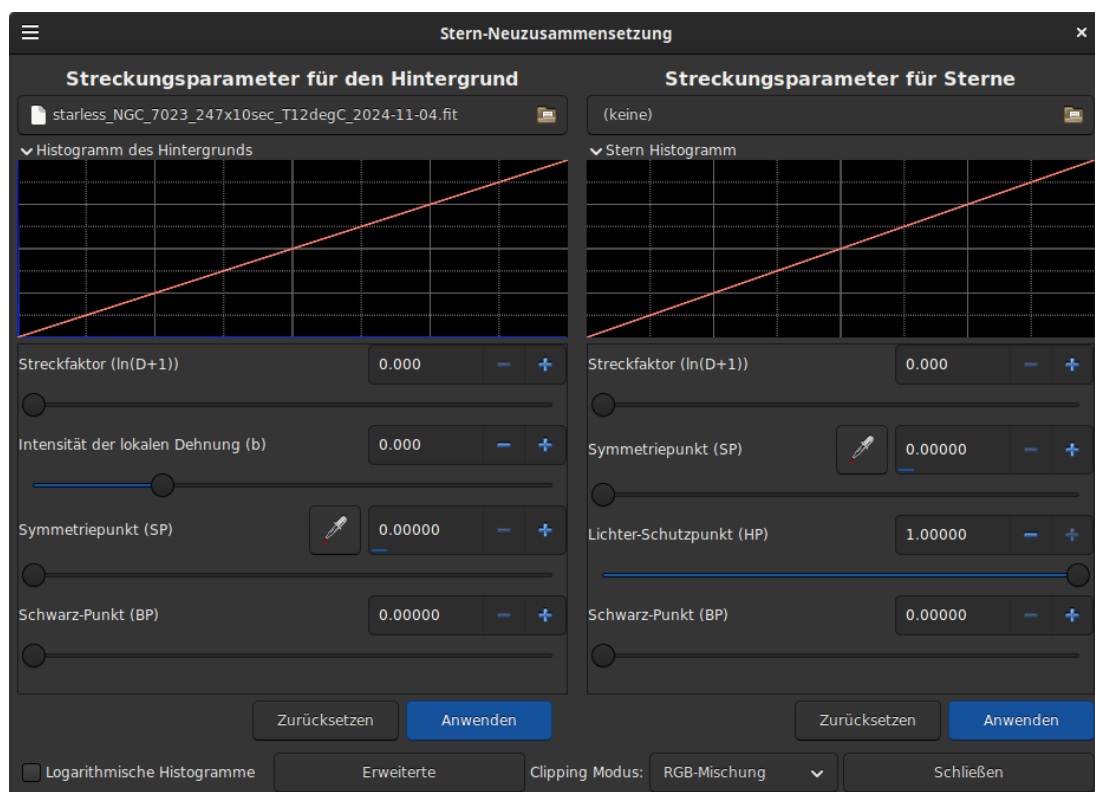 Stern-Neuzusammensetzung
Streckungsparameter für den Hintergrund
starless_NGC_7023_247x10sec_T12degC_2024-11-04.fit
Histogramm des Hintergrunds
Streckfaktor (ln(D+1)) 0.000
Intensität der lokalen Dehnung (b) 0.000
Symmetriepunkt (SP) 0.00000
Schwarz-Punkt (BP) 0.00000
Zurücksetzen Anwenden
Streckungsparameter für Sterne
(keine)
Stern Histogramm
Streckfaktor (ln(D+1)) 0.000
Symmetriepunkt (SP) 0.00000
Lichter-Schutzpunkt (HP) 1.00000
Schwarz-Punkt (BP) 0.00000
Zurücksetzen Anwenden
Logarithmische Histogramme Erweiterte Clipping Modus: RGB-Mischung Schließen